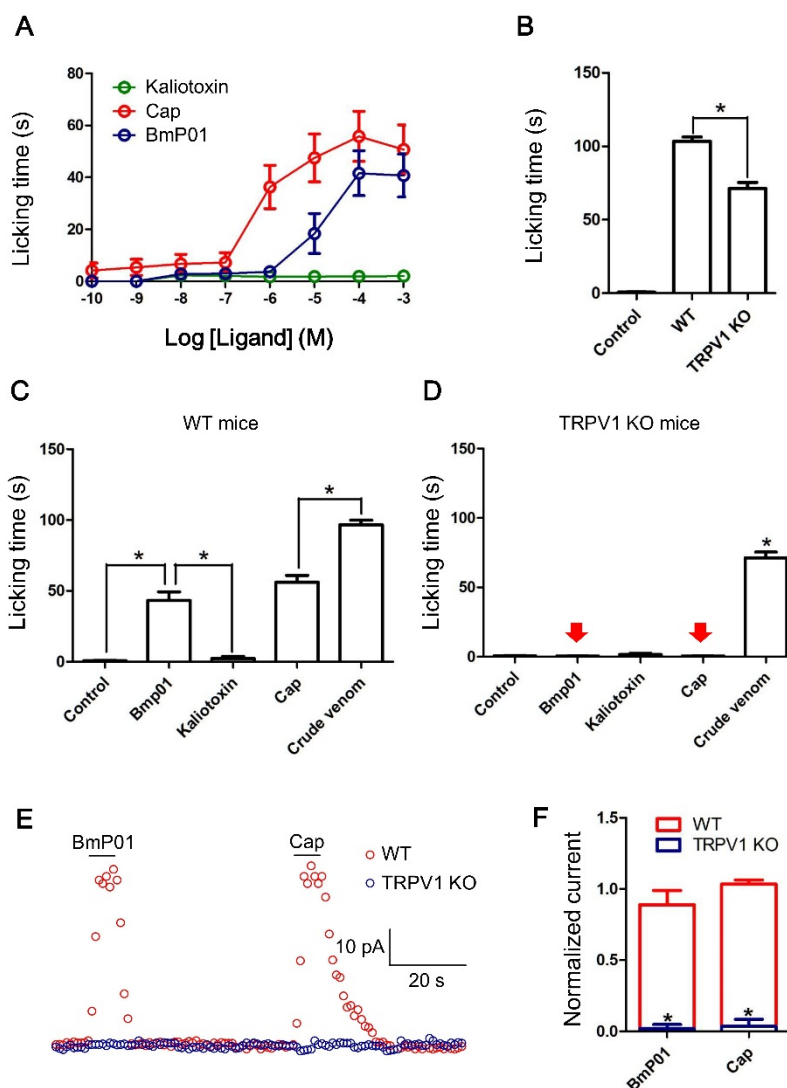 A
Kaliotoxin
Cap
BmP01
Licking time (s)
80
60
40
20
0
-10 -9 -8 -7 -6 -5 -4 -3
Log [Ligand] (M)
B
Licking time (s)
150
100
50
0
*
Control
WT
TRPV1 KO
C
WT mice
Licking time (s)
150
100
50
0
* * *
Control
Bmp01
Kaliotoxin
Cap
Crude venom
D
TRPV1 KO mice
Licking time (s)
150
100
50
0
*
Control
Bmp01
Kaliotoxin
Cap
Crude venom
E
BmP01
Cap
WT
TRPV1 KO
10 pA
20 s
F
WT
TRPV1 KO
Normalized current
1.5
1.0
0.5
0.0
* *
BmP01
Cap